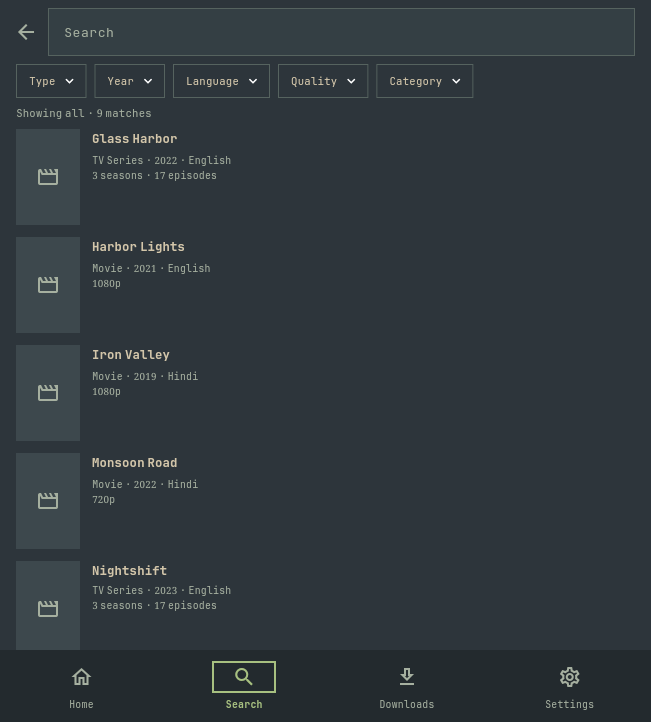 Search
Type Year Language Quality Category
Showing all · 9 matches
Glass Harbor
TV Series · 2022 · English
3 seasons · 17 episodes
Harbor Lights
Movie · 2021 · English
1080p
Iron Valley
Movie · 2019 · Hindi
1080p
Monsoon Road
Movie · 2022 · Hindi
720p
Nightshift
TV Series · 2023 · English
3 seasons · 17 episodes
Home Search Downloads Settings